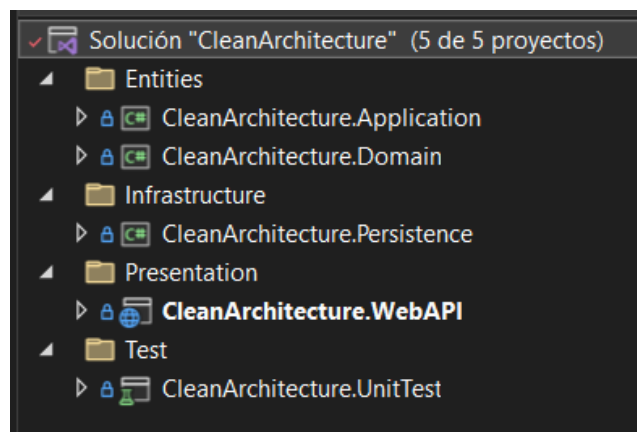 Solución "CleanArchitecture" (5 de 5 proyectos)
Entities
C# CleanArchitecture.Application
C# CleanArchitecture.Domain
Infrastructure
C# CleanArchitecture.Persistence
Presentation
CleanArchitecture.WebAPI
Test
CleanArchitecture.UnitTest